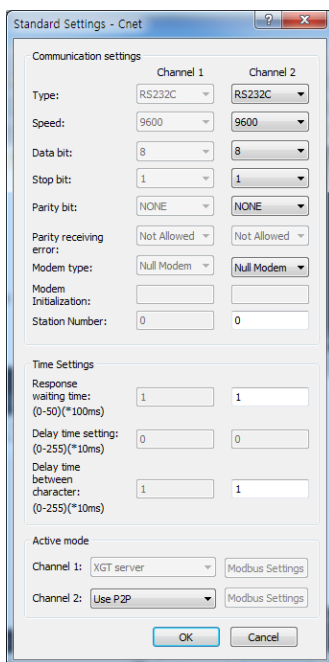 Standard Settings - Cnet
Communication settings
Channel 1 Channel 2
Type: RS232C RS232C
Speed: 9600 9600
Data bit: 8 8
Stop bit: 1 1
Parity bit: NONE NONE
Parity receiving
error: Not Allowed Not Allowed
Modem type: Null Modem Null Modem
Modem
Initialization:
Station Number: 0 0
Time Settings
Response
waiting time: 1 1
(0-50)(*100ms)
Delay time setting: 0 0
(0-255)(*10ms)
Delay time
between
character: 1 1
(0-255)(*10ms)
Active mode
Channel 1: XGT server Modbus Settings
Channel 2: Use P2P Modbus Settings
OK Cancel